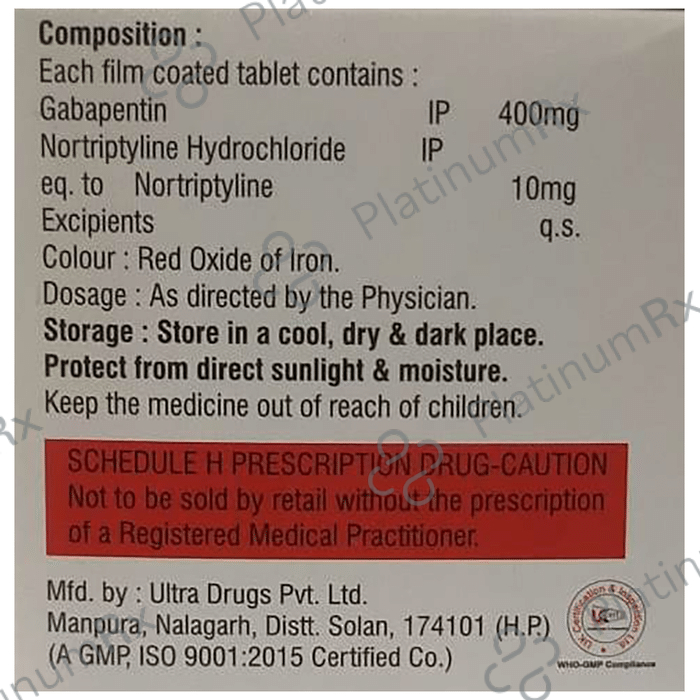 Composition :
Each film coated tablet contains :
Gabapentin IP 400mg
Nortriptyline Hydrochloride IP
eq. to Nortriptyline 10mg
Excipients q.s.
Colour : Red Oxide of Iron.
Dosage : As directed by the Physician.
Storage : Store in a cool, dry & dark place.
Protect from direct sunlight & moisture.
Keep the medicine out of reach of children.
SCHEDULE H PRESCRIPTION DRUG-CAUTION
Not to be sold by retail without the prescription
of a Registered Medical Practitioner.
Mfd. by : Ultra Drugs Pvt. Ltd.
Manpura, Nalagarh, Distt. Solan, 174101 (H.P.)
(A GMP, ISO 9001:2015 Certified Co.)
UK Certification & Inspection Ltd
WHO-GMP Compliance
PlatinumRx
PlatinumRx